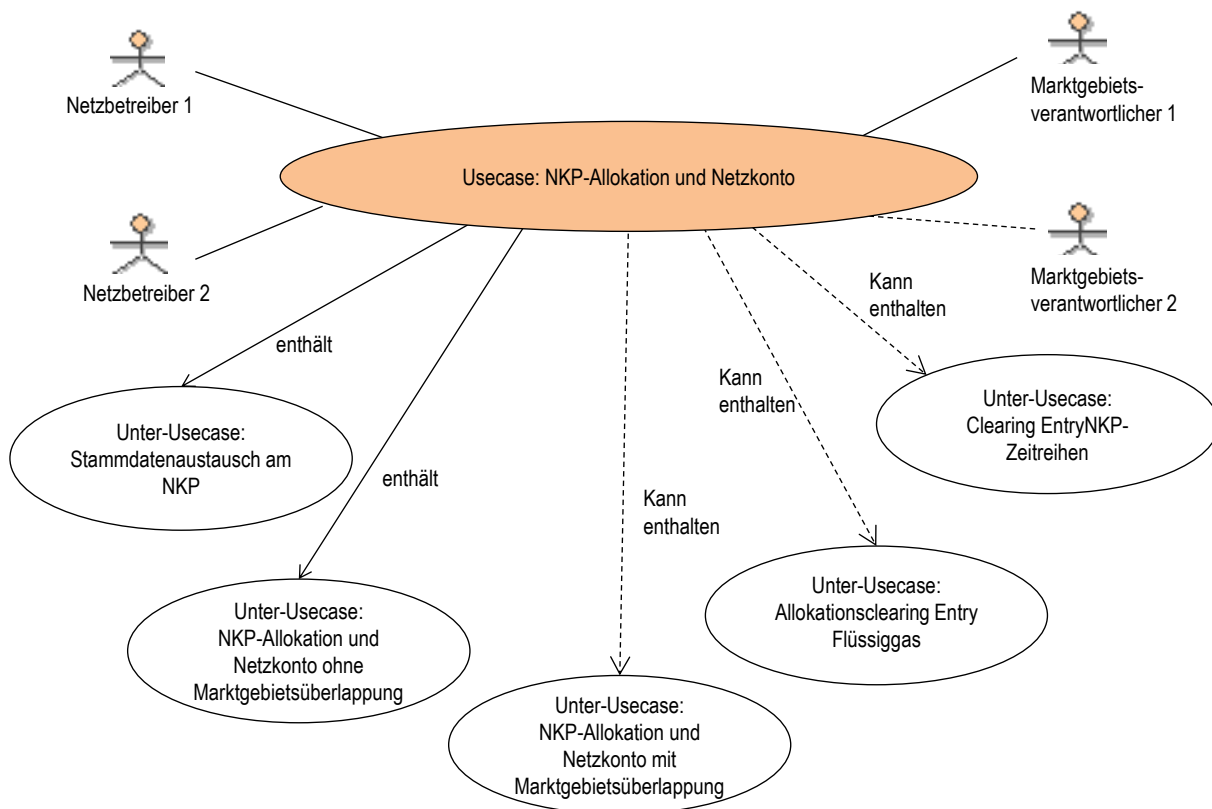 Netzbetreiber 1
Marktgebiets-
verantwortlicher 1
Usecase: NKP-Allokation und Netzkonto
Netzbetreiber 2
Marktgebiets-
verantwortlicher 2
enthält
enthält
Kann
enthalten
Kann
enthalten
Kann
enthalten
Unter-Usecase:
Stammdatenaustausch am
NKP
Unter-Usecase:
NKP-Allokation und
Netzkonto ohne
Marktgebietsüberlappung
Unter-Usecase:
NKP-Allokation und
Netzkonto mit
Marktgebietsüberlappung
Unter-Usecase:
Allokationsclearing Entry
Flüssiggas
Unter-Usecase:
Clearing EntryNKP-
Zeitreihen